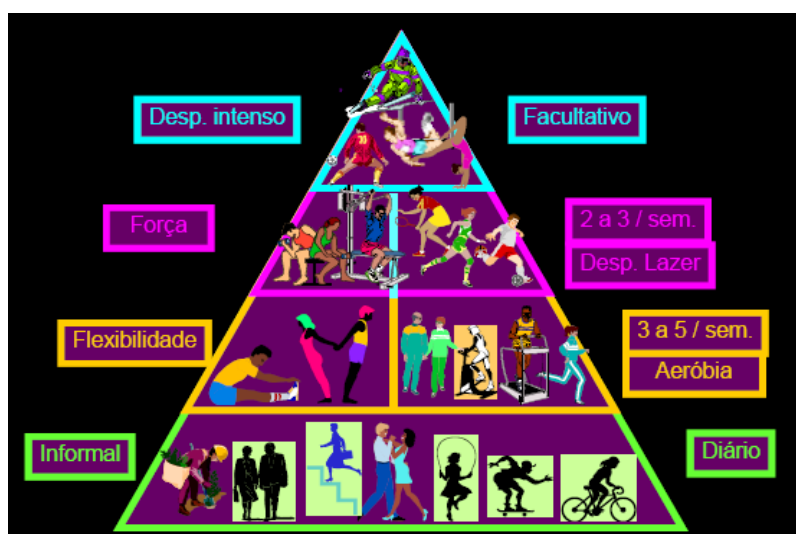 Desp. intenso
Facultativo
Força
2 a 3 / sem.
Desp. Lazer
Flexibilidade
3 a 5 / sem.
Aeróbia
Informal
Diário